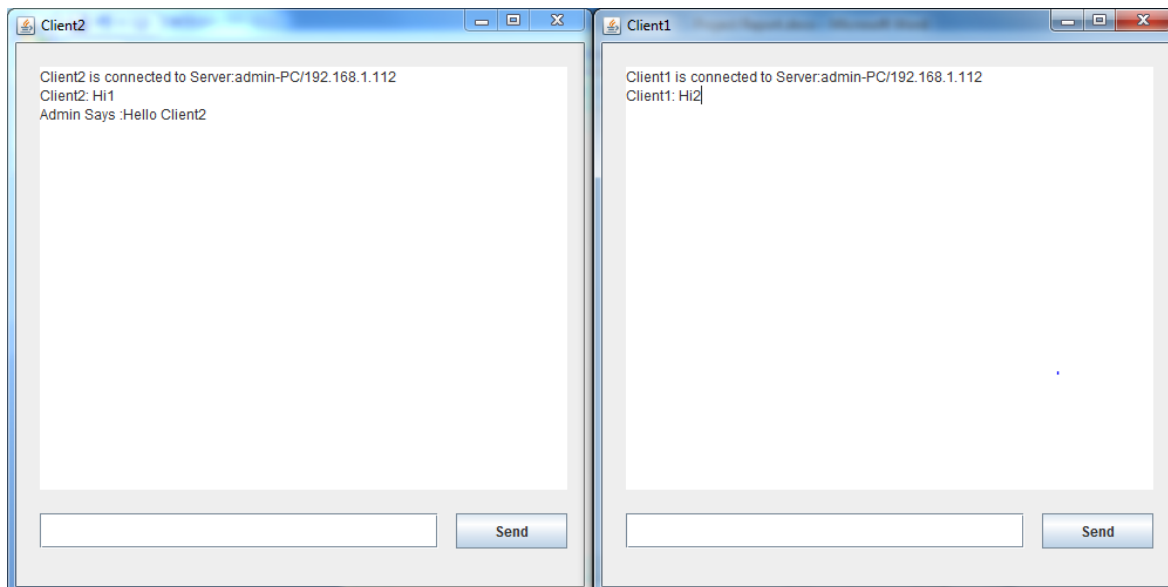 Client2
Client2 is connected to Server:admin-PC/192.168.1.112
Client2: Hi1
Admin Says :Hello Client2
Send
Client1
Client1 is connected to Server:admin-PC/192.168.1.112
Client1: Hi2
Send